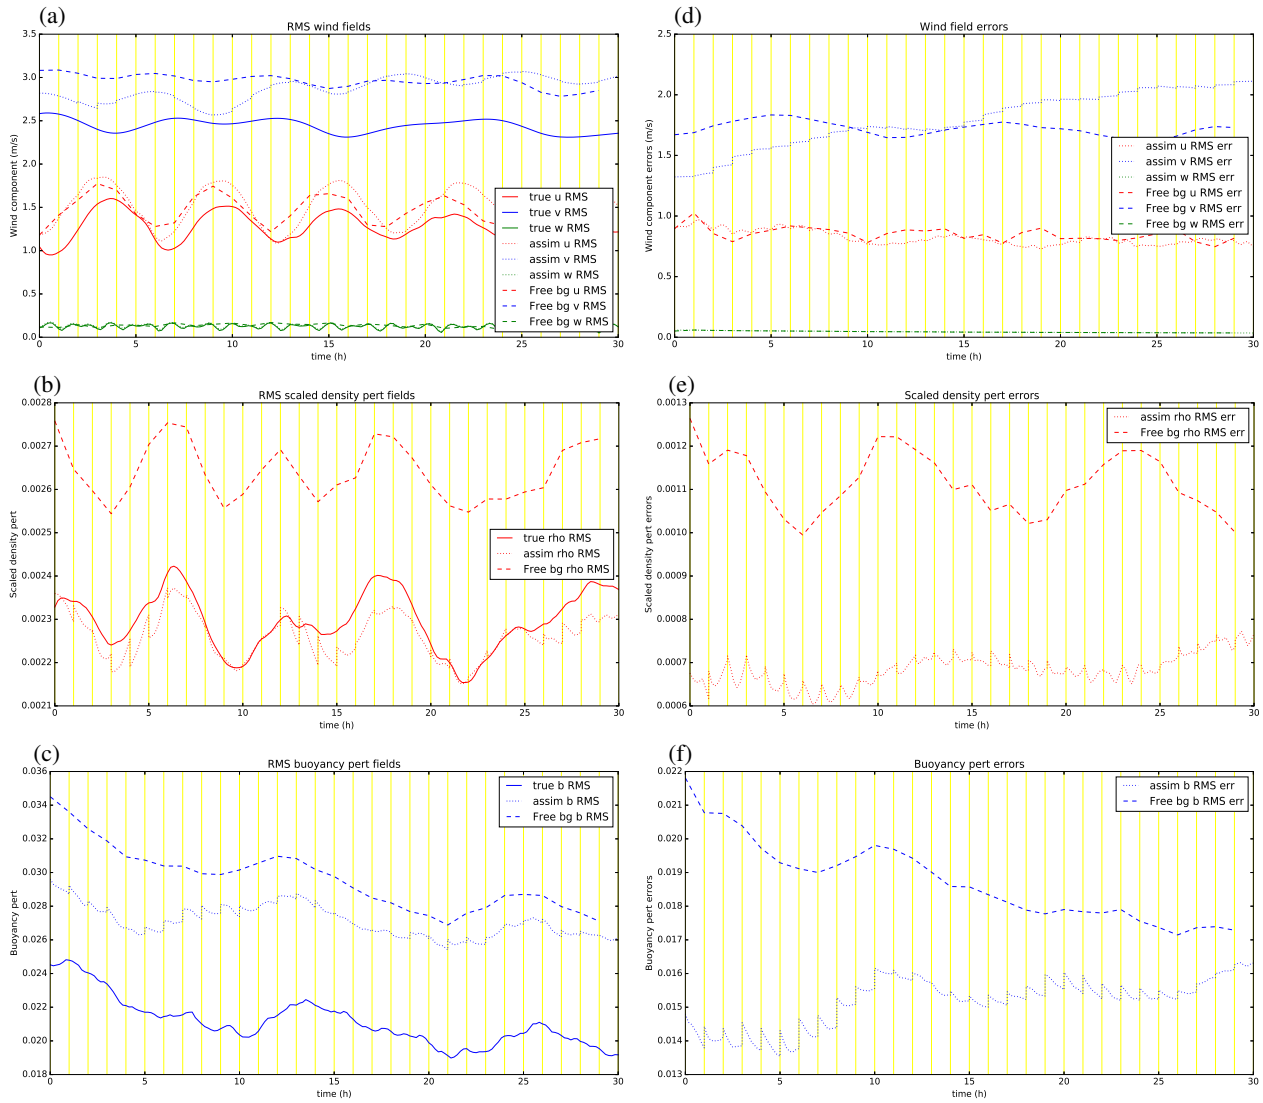 (a)
RMS wind fields
3.5
3.0
2.5
2.0
1.5
1.0
0.5
0.0
Wind component (m/s)
0 5 10 15 20 25 30
time (h)
true u RMS
true v RMS
true w RMS
assim u RMS
assim v RMS
assim w RMS
Free bg u RMS
Free bg v RMS
Free bg w RMS
(d)
Wind field errors
2.5
2.0
1.5
1.0
0.5
0.0
Wind component errors (m/s)
0 5 10 15 20 25 30
time (h)
assim u RMS err
assim v RMS err
assim w RMS err
Free bg u RMS err
Free bg v RMS err
Free bg w RMS err
(b)
RMS scaled density pert fields
0.0028
0.0027
0.0026
0.0025
0.0024
0.0023
0.0022
0.0021
Scaled density pert
0 5 10 15 20 25 30
time (h)
true rho RMS
assim rho RMS
Free bg rho RMS
(e)
Scaled density pert errors
0.0013
0.0012
0.0011
0.0010
0.0009
0.0008
0.0007
0.0006
Scaled density pert errors
0 5 10 15 20 25 30
time (h)
assim rho RMS err
Free bg rho RMS err
(c)
RMS buoyancy pert fields
0.036
0.034
0.032
0.030
0.028
0.026
0.024
0.022
0.020
0.018
Buoyancy pert
0 5 10 15 20 25 30
time (h)
true b RMS
assim b RMS
Free bg b RMS
(f)
Buoyancy pert errors
0.022
0.021
0.020
0.019
0.018
0.017
0.016
0.015
0.014
0.013
Buoyancy pert errors
0 5 10 15 20 25 30
time (h)
assim b RMS err
Free bg b RMS err